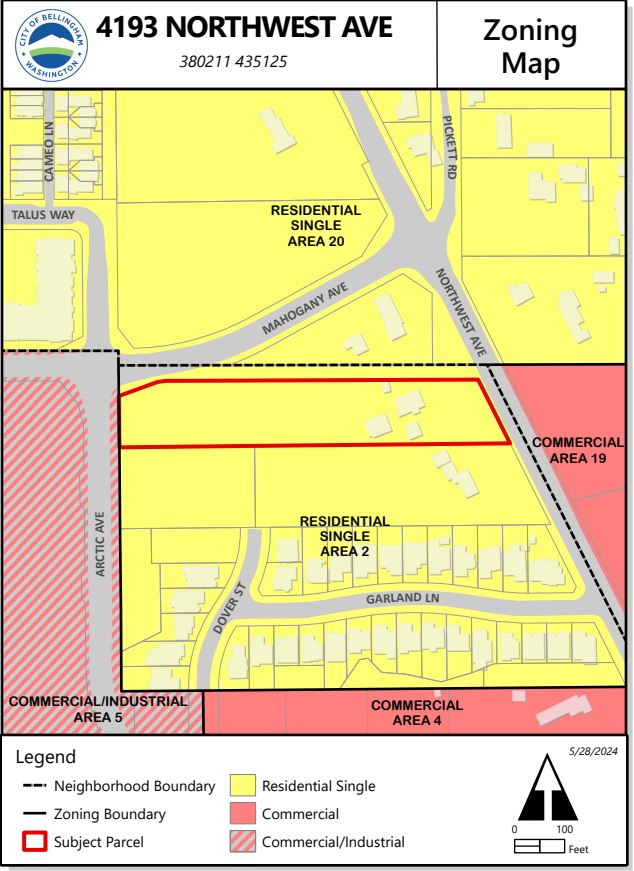 CITY OF BELLINGHAM
WASHINGTON
4193 NORTHWEST AVE
380211 435125
Zoning
Map
CAMEO LN
PICKETT RD
TALUS WAY
RESIDENTIAL
SINGLE
AREA 20
MAHOGANY AVE
NORTHWEST AVE
COMMERCIAL
AREA 19
ARCTIC AVE
RESIDENTIAL
SINGLE
AREA 2
DOVER ST
GARLAND LN
COMMERCIAL/INDUSTRIAL
AREA 5
COMMERCIAL
AREA 4
Legend
Neighborhood Boundary
Zoning Boundary
Subject Parcel
Residential Single
Commercial
Commercial/Industrial
5/28/2024
0 100
Feet